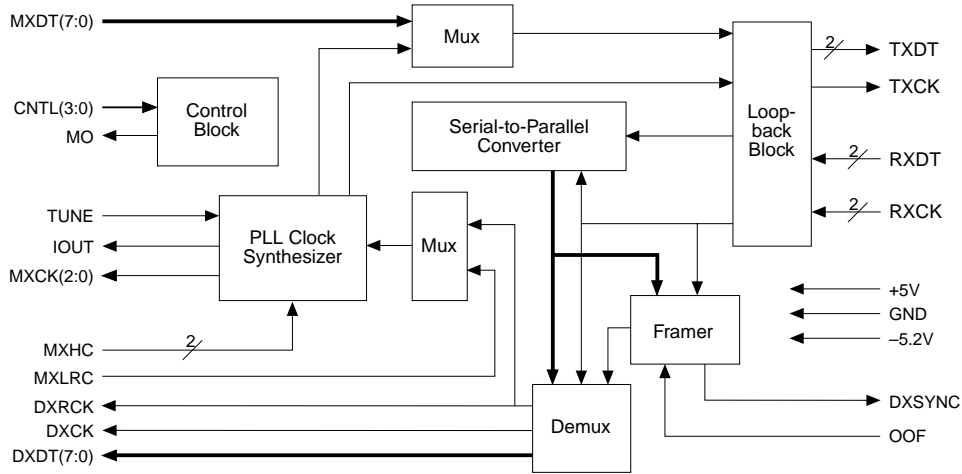 MXDT(7:0)
Mux
2
TXDT
CNTL(3:0)
MO
Control
Block
Serial-to-Parallel
Converter
Loop-
back
Block
TXCK
2
RXDT
2
RXCK
TUNE
IOUT
MXCK(2:0)
PLL Clock
Synthesizer
Mux
+5V
GND
–5.2V
Framer
MXHC
2
MXLRC
DXRCK
DXCK
DXDT(7:0)
Demux
DXSYNC
OOF